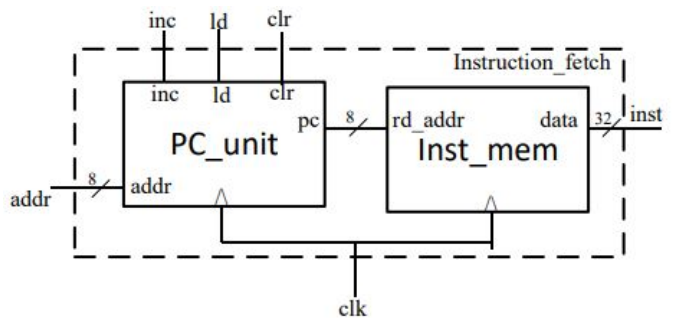 inc ld clr
Instruction_fetch
inc ld clr
pc 8 rd_addr data 32 inst
PC_unit Inst_mem
8 addr
addr
clk